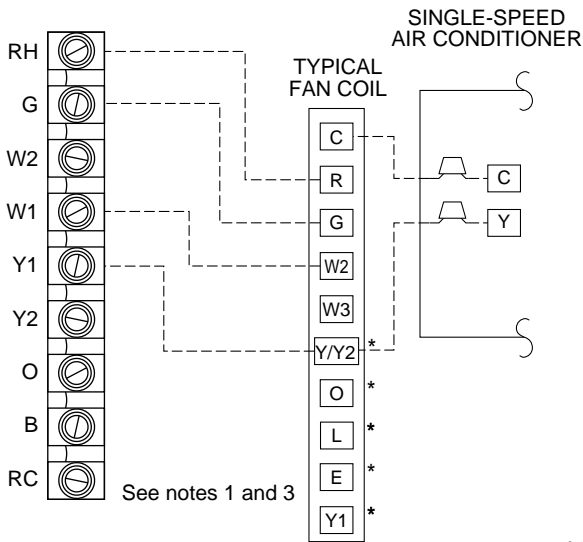 SINGLE-SPEED
AIR CONDITIONER
TYPICAL
FAN COIL
RH
G
W2
W1
Y1
Y2
O
B
RC
See notes 1 and 3
C
R
G
W2
W3
Y/Y2 *
O *
L *
E *
Y1 *
C
Y